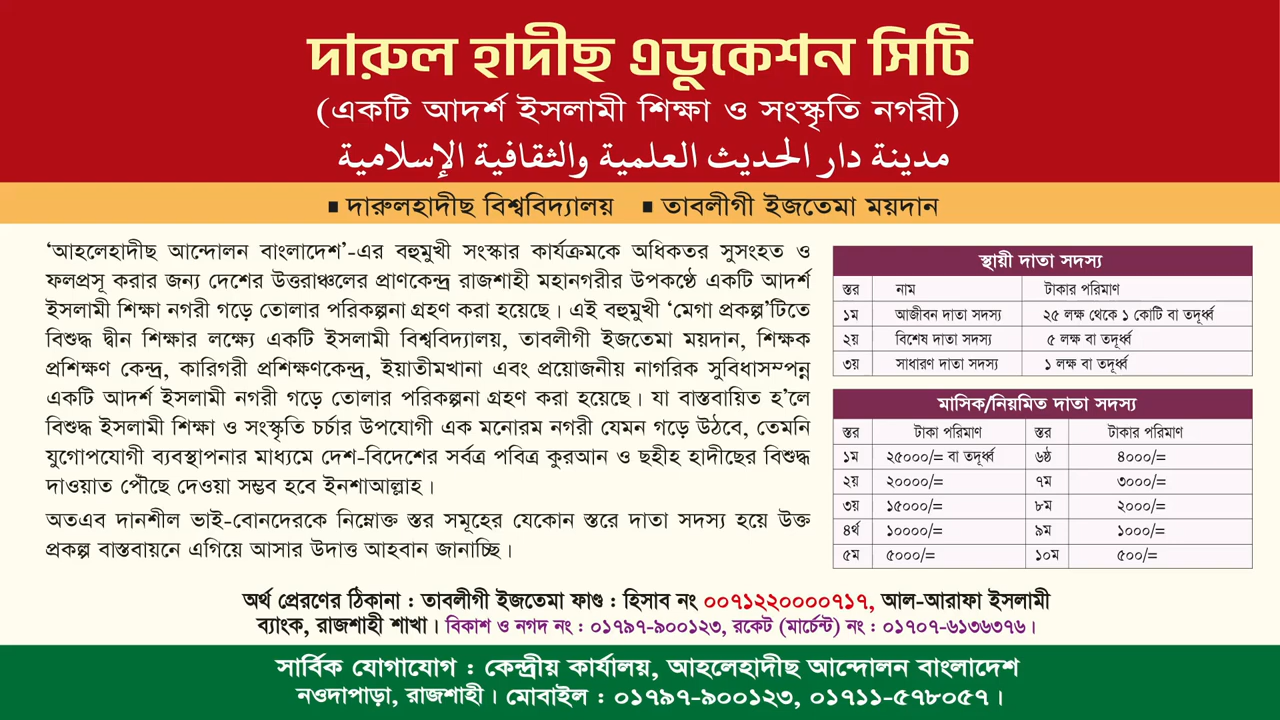 দারুল হাদীছ এডুকেশন সিটি
(একটি আদর্শ ইসলামী শিক্ষা ও সংস্কৃতি নগরী)
مدينة دار الحديث العلمية والثقافية الإسلامية
▪ দারুলহাদীছ বিশ্ববিদ্যালয় ▪ তাবলীগী ইজতেমা ময়দান
‘আহলেহাদীছ আন্দোলন বাংলাদেশ’-এর বহুমুখী সংস্কার কার্যক্রমকে অধিকতর সুসংহত ও
ফলপ্রসূ করার জন্য দেশের উত্তরাঞ্চলের প্রাণকেন্দ্র রাজশাহী মহানগরীর উপকণ্ঠে একটি আদর্শ
ইসলামী শিক্ষা নগরী গড়ে তোলার পরিকল্পনা গ্রহণ করা হয়েছে। এই বহুমুখী ‘মেগা প্রকল্প’টিতে
বিশুদ্ধ দ্বীন শিক্ষার লক্ষ্যে একটি ইসলামী বিশ্ববিদ্যালয়, তাবলীগী ইজতেমা ময়দান, শিক্ষক
প্রশিক্ষণ কেন্দ্র, কারিগরী প্রশিক্ষণকেন্দ্র, ইয়াতীমখানা এবং প্রয়োজনীয় নাগরিক সুবিধাসম্পন্ন
একটি আদর্শ ইসলামী নগরী গড়ে তোলার পরিকল্পনা গ্রহণ করা হয়েছে। যা বাস্তবায়িত হ’লে
বিশুদ্ধ ইসলামী শিক্ষা ও সংস্কৃতি চর্চার উপযোগী এক মনোরম নগরী যেমন গড়ে উঠবে, তেমনি
যুগোপযোগী ব্যবস্থাপনার মাধ্যমে দেশ-বিদেশের সর্বত্র পবিত্র কুরআন ও ছহীহ হাদীছের বিশুদ্ধ
দাওয়াত পৌঁছে দেওয়া সম্ভব হবে ইনশাআল্লাহ।
অতএব দানশীল ভাই-বোনদেরকে নিম্নোক্ত স্তর সমূহের যেকোন স্তরে দাতা সদস্য হয়ে উক্ত
প্রকল্প বাস্তবায়নে এগিয়ে আসার উদাত্ত আহবান জানাচ্ছি।
স্থায়ী দাতা সদস্য
স্তর নাম টাকার পরিমাণ
১ম আজীবন দাতা সদস্য ২৫ লক্ষ থেকে ১ কোটি বা তদূর্ধ্ব
২য় বিশেষ দাতা সদস্য ৫ লক্ষ বা তদূর্ধ্ব
৩য় সাধারণ দাতা সদস্য ১ লক্ষ বা তদূর্ধ্ব
মাসিক/নিয়মিত দাতা সদস্য
স্তর টাকা পরিমাণ স্তর টাকার পরিমাণ
১ম ২৫০০০/= বা তদূর্ধ্ব ৬ষ্ঠ ৪০০০/=
২য় ২০০০০/= ৭ম ৩০০০/=
৩য় ১৫০০০/= ৮ম ২০০০/=
৪র্থ ১০০০০/= ৯ম ১০০০/=
৫ম ৫০০০/= ১০ম ৫০০/=
অর্থ প্রেরণের ঠিকানা : তাবলীগী ইজতেমা ফাণ্ড : হিসাব নং ০০৭১২২০০০০৭১৭, আল-আরাফা ইসলামী
ব্যাংক, রাজশাহী শাখা। বিকাশ ও নগদ নং : ০১৭৯৭-৯০০১২৩, রকেট (মার্চেন্ট) নং : ০১৭০৭-৬১৩৬৩৭৬।
সার্বিক যোগাযোগ : কেন্দ্রীয় কার্যালয়, আহলেহাদীছ আন্দোলন বাংলাদেশ
নওদাপাড়া, রাজশাহী। মোবাইল : ০১৭৯৭-৯০০১২৩, ০১৭১১-৫৭৮০৫৭।